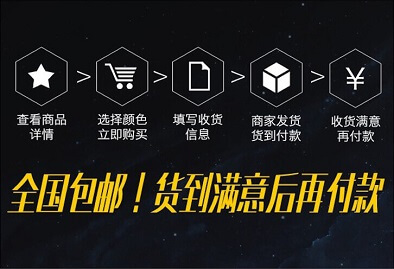 查看商品
详情
选择颜色
立即购买
填写收货
信息
商家发货
货到付款
收货满意
再付款
全国包邮！货到满意后再付款